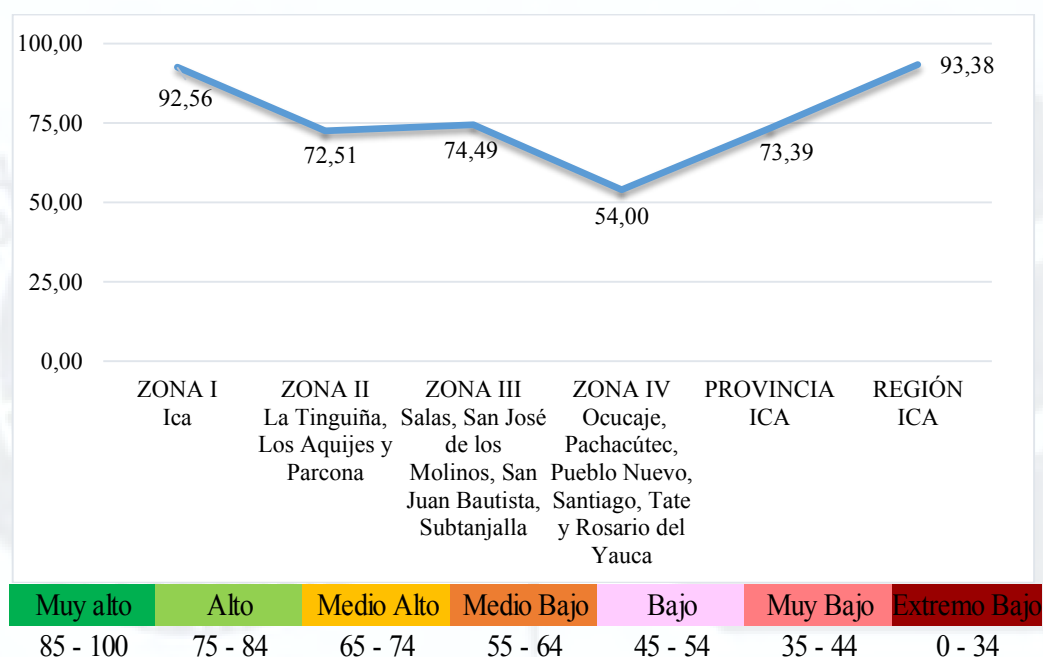 100,00
75,00
50,00
25,00
0,00
92,56
72,51
74,49
54,00
73,39
93,38
ZONA I
Ica
ZONA II
La Tinguiña,
Los Aquijes y
Parcona
ZONA III
Salas, San José
de los
Molinos, San
Juan Bautista,
Subtanjalla
ZONA IV
Ocucaje,
Pachacútec,
Pueblo Nuevo,
Santiago, Tate
y Rosario del
Yauca
PROVINCIA
ICA
REGIÓN
ICA
Muy alto Alto Medio Alto Medio Bajo Bajo Muy Bajo Extremo Bajo
85 - 100 75 - 84 65 - 74 55 - 64 45 - 54 35 - 44 0 - 34